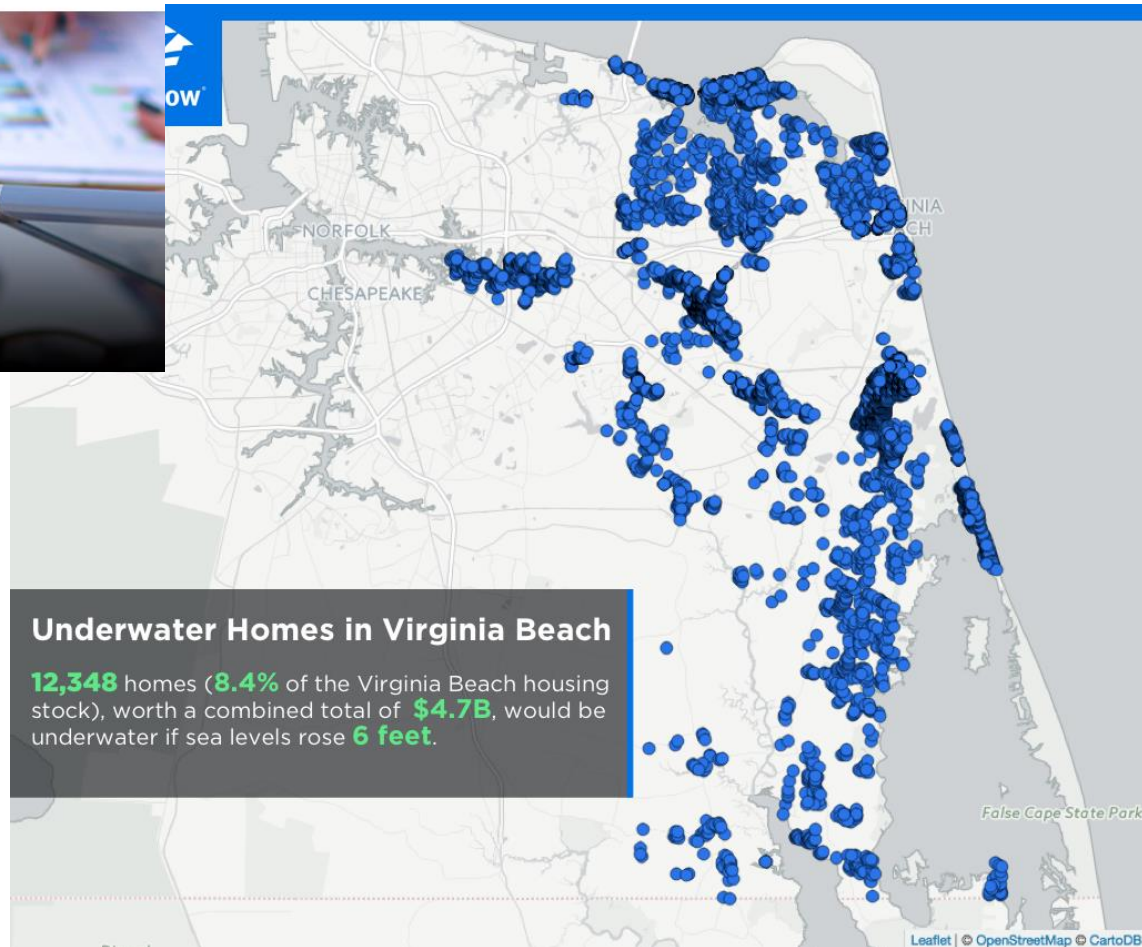 ow
NORFOLK
NIA
CH
CHESAPEAKE
Underwater Homes in Virginia Beach
12,348 homes (8.4% of the Virginia Beach housing
stock), worth a combined total of $4.7B, would be
underwater if sea levels rose 6 feet.
False Cape State Park
Leaflet | © OpenStreetMap © CartoDB